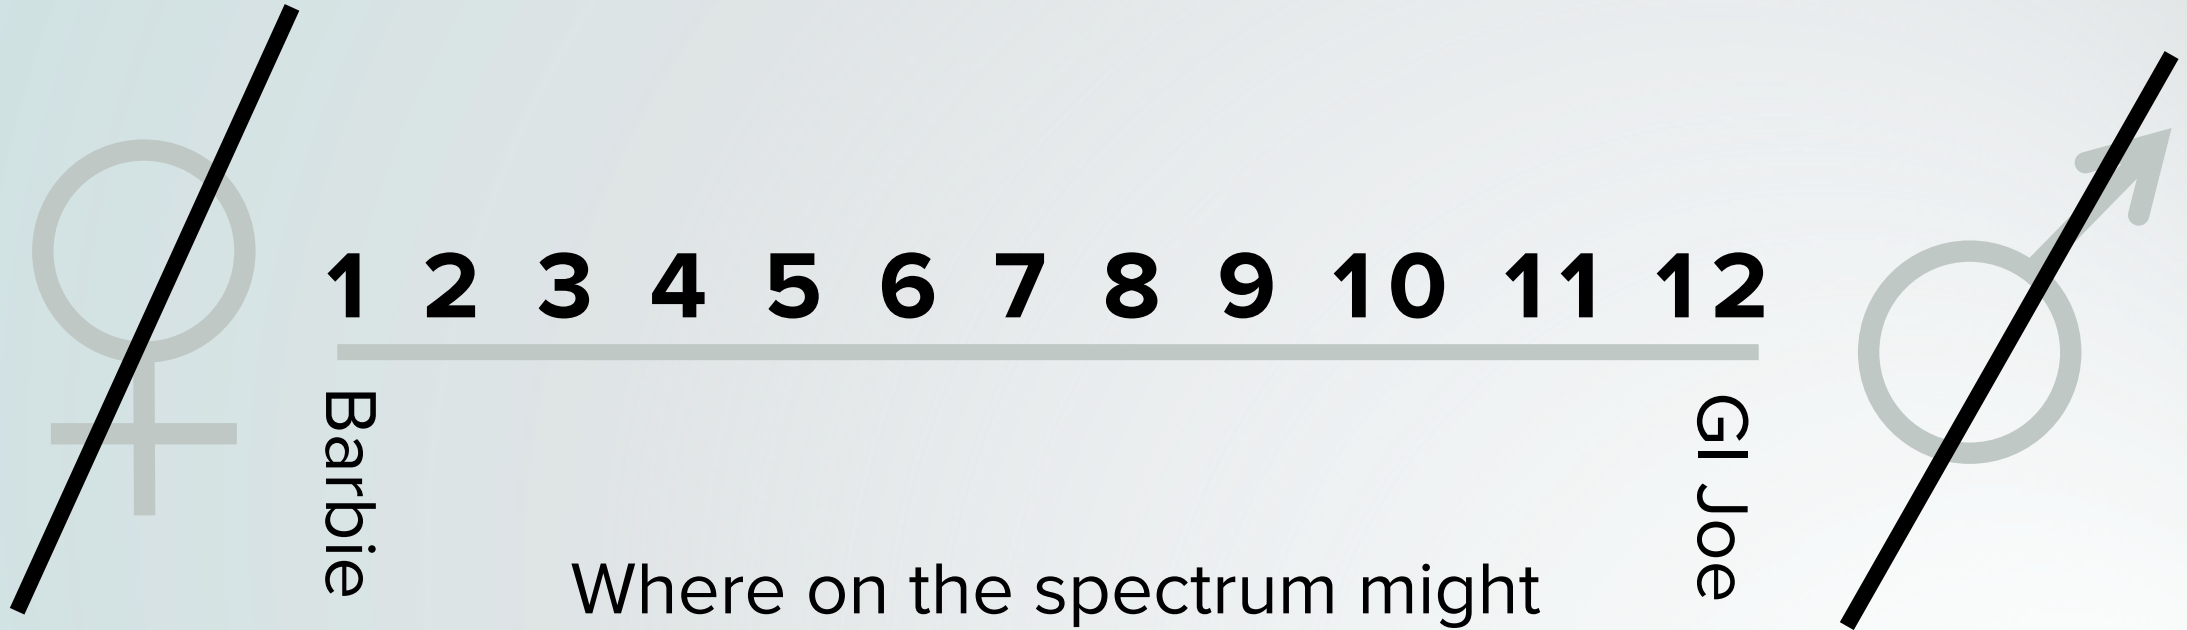 1 2 3 4 5 6 7 8 9 10 11 12
Barbie
GI Joe
Where on the spectrum might